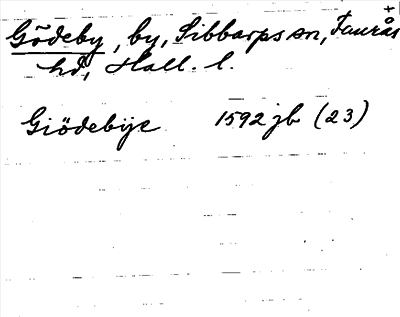 Gödeby, by, Sibbarps sn, Faurås +
hd, Hall. l.
Giödebije 1592 jb (23)